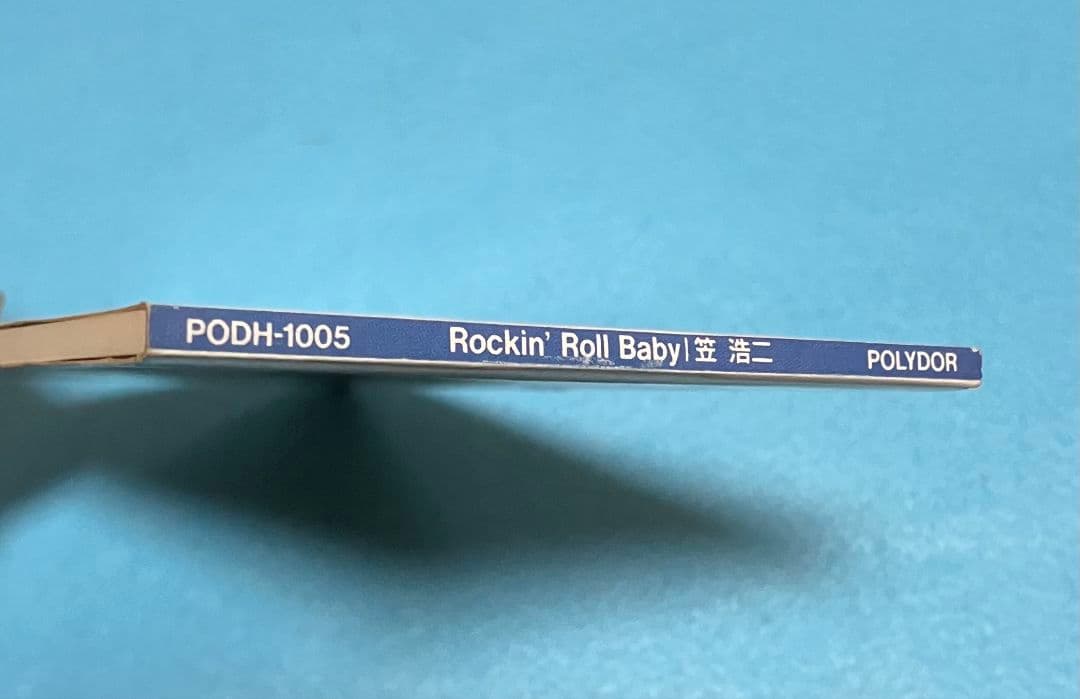 PODH-1005 Rockin' Roll Baby|笠 浩二 POLYDOR